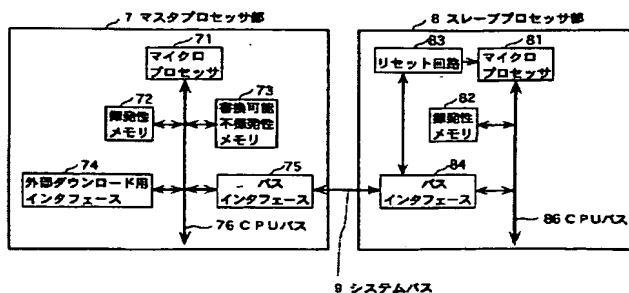 7 マスタプロセッサ部
71
マイクロ
プロセッサ
72
揮発性
メモリ
73
書換可能
不揮発性
メモリ
74
外部ダウンロード用
インタフェース
75
バス
インタフェース
76 CPUバス
8 スレーブプロセッサ部
83
リセット回路
81
マイクロ
プロセッサ
82
揮発性
メモリ
84
バス
インタフェース
86 CPUバス
9 システムバス